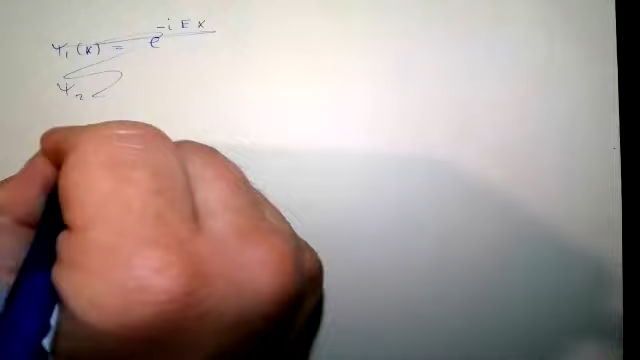 Ψ₁(x) = e^{-iEx}
Ψ₂